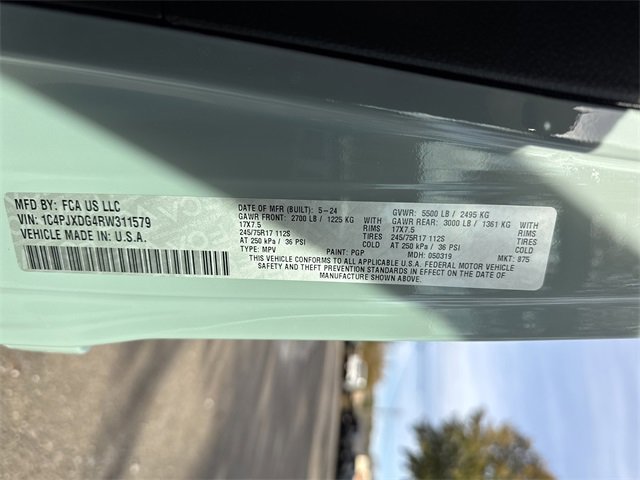 MFD BY: FCA US LLC
VIN: 1C4PJXDG4RW311579
VEHICLE MADE IN: U.S.A.
DATE OF MFR (BUILT): 5-24
GAWR FRONT: 2700 LB / 1225 KG WITH
17X7.5 RIMS
245/75R17 112S TIRES
AT 250 kPa / 36 PSI COLD
TYPE: MPV PAINT: PGP
GVWR: 5500 LB / 2495 KG
GAWR REAR: 3000 LB / 1361 KG WITH
17X7.5 RIMS
245/75R17 112S TIRES
AT 250 kPa / 36 PSI COLD
MDH: 050319 MKT: 875
THIS VEHICLE CONFORMS TO ALL APPLICABLE U.S.A. FEDERAL MOTOR VEHICLE
SAFETY AND THEFT PREVENTION STANDARDS IN EFFECT ON THE DATE OF
MANUFACTURE SHOWN ABOVE.